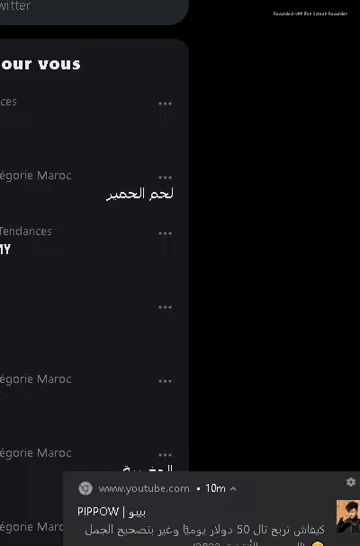 witter
our vous
ces
égorie Maroc
لحم الحمير
Tendances
MY
égorie Maroc
égorie Maroc
www.youtube.com • 10m
PIPPOW | بيبو
كيفاش تربح تال 50 دولار يوميًا وغير بتصحيح الجمل
égorie Maroc